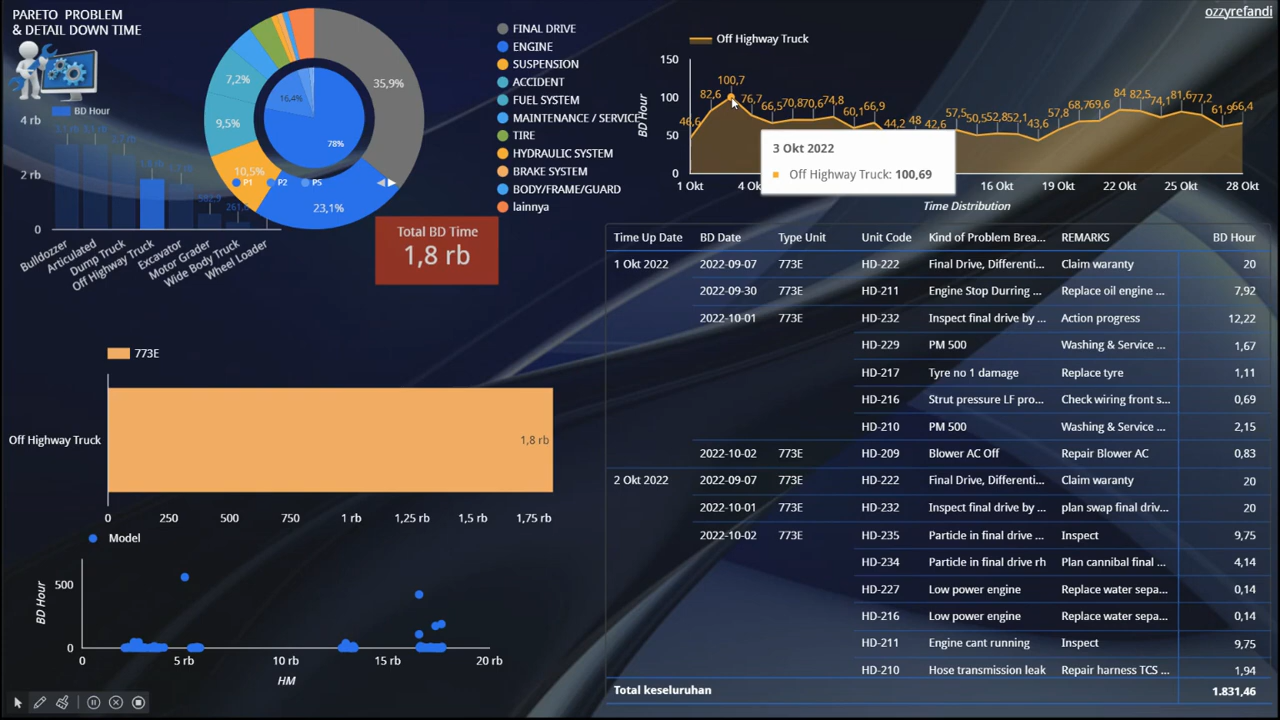 PARETO PROBLEM
& DETAIL DOWN TIME
BD Hour
4 rb
2 rb
0
Bulldozzer
Articulated
Dump Truck
Off Highway Truck
Excavator
Motor Grader
Wide Body Truck
Wheel Loader
35,9%
23,1%
10,5%
9,5%
7,2%
16,4%
78%
P1
P2
P5
FINAL DRIVE
ENGINE
SUSPENSION
ACCIDENT
FUEL SYSTEM
MAINTENANCE / SERVICE
TIRE
HYDRAULIC SYSTEM
BRAKE SYSTEM
BODY/FRAME/GUARD
lainnya
Total BD Time
1,8 rb
ozzyrefandi
Off Highway Truck
BD Hour
150
100
50
0
46,6 82,6 100,7 76,7 66,5 70,8 70,6 74,8 60,1 66,9 44,2 48 42,6 57,5 50,5 52,8 52,1 43,6 57,8 68,7 69,6 84 82,5 74,1 81,6 77,2 61,9 66,4
3 Okt 2022
Off Highway Truck: 100,69
1 Okt 4 O 16 Okt 19 Okt 22 Okt 25 Okt 28 Okt
Time Distribution
Time Up Date BD Date Type Unit Unit Code Kind of Problem Brea... REMARKS BD Hour
1 Okt 2022 2022-09-07 773E HD-222 Final Drive, Differenti... Claim waranty 20
2022-09-30 773E HD-211 Engine Stop Durring ... Replace oil engine ... 7,92
2022-10-01 773E HD-232 Inspect final drive by ... Action progress 12,22
HD-229 PM 500 Washing & Service ... 1,67
HD-217 Tyre no 1 damage Replace tyre 1,11
HD-216 Strut pressure LF pro... Check wiring front s... 0,69
HD-210 PM 500 Washing & Service ... 2,15
2022-10-02 773E HD-209 Blower AC Off Repair Blower AC 0,83
2 Okt 2022 2022-09-07 773E HD-222 Final Drive, Differenti... Claim waranty 20
2022-10-01 773E HD-232 Inspect final drive by ... plan swap final driv... 20
2022-10-02 773E HD-235 Particle in final drive ... Inspect 9,75
HD-234 Particle in final drive rh Plan cannibal final ... 4,14
HD-227 Low power engine Replace water sepa... 0,14
HD-216 Low power engine Replace water sepa... 0,14
HD-211 Engine cant running Inspect 9,75
HD-210 Hose transmission leak Repair harness TCS ... 1,94
Total keseluruhan 1.831,46
773E
Off Highway Truck
1,8 rb
0 250 500 750 1 rb 1,25 rb 1,5 rb 1,75 rb
Model
BD Hour
500
0
0 5 rb 10 rb 15 rb 20 rb
HM